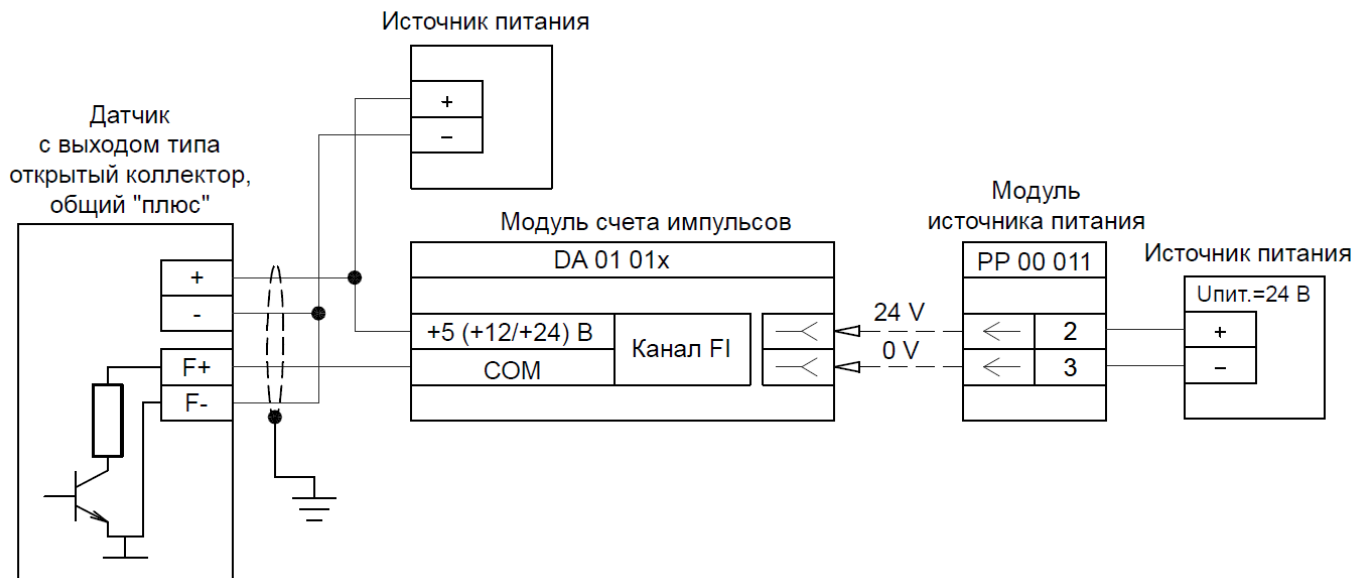 Источник питания
+
−
Датчик
с выходом типа
открытый коллектор,
общий "плюс"
+
-
F+
F-
Модуль счета импульсов
DA 01 01x
+5 (+12/+24) В
COM
Канал FI
24 V
0 V
Модуль
источника питания
PP 00 011
2
3
Источник питания
Uпит.=24 В
+
−